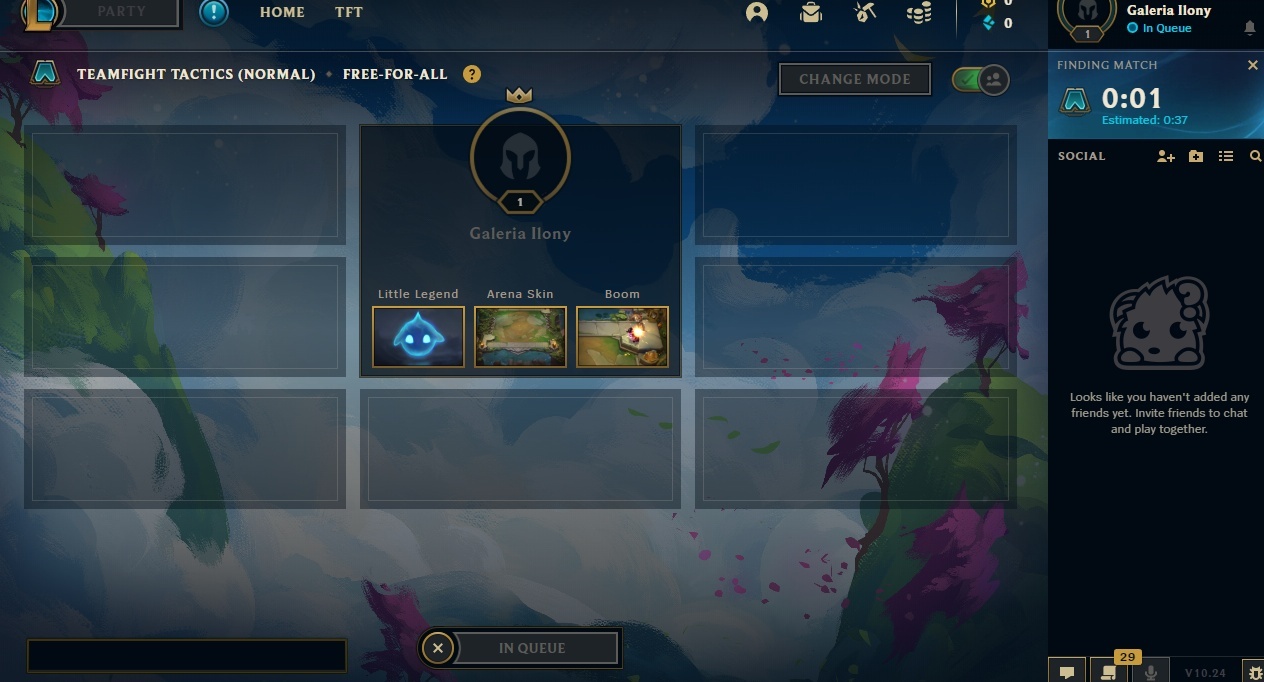 PARTY
HOME
TFT
0
0
Galeria Ilony
1
In Queue
TEAMFIGHT TACTICS (NORMAL) • FREE-FOR-ALL ?
CHANGE MODE
FINDING MATCH
0:01
Estimated: 0:37
SOCIAL
1
Galeria Ilony
Little Legend
Arena Skin
Boom
Looks like you haven't added any
friends yet. Invite friends to chat
and play together.
IN QUEUE
29
V10.24